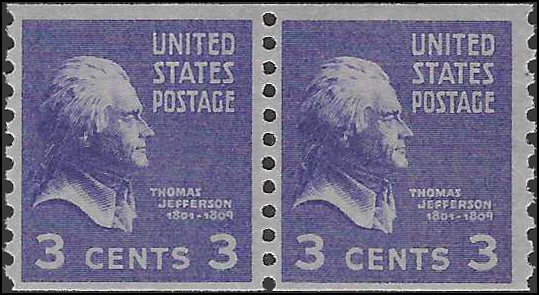 UNITED
STATES
POSTAGE
THOMAS
JEFFERSON
1801-1809
3 CENTS 3
UNITED
STATES
POSTAGE
THOMAS
JEFFERSON
1801-1809
3 CENTS 3